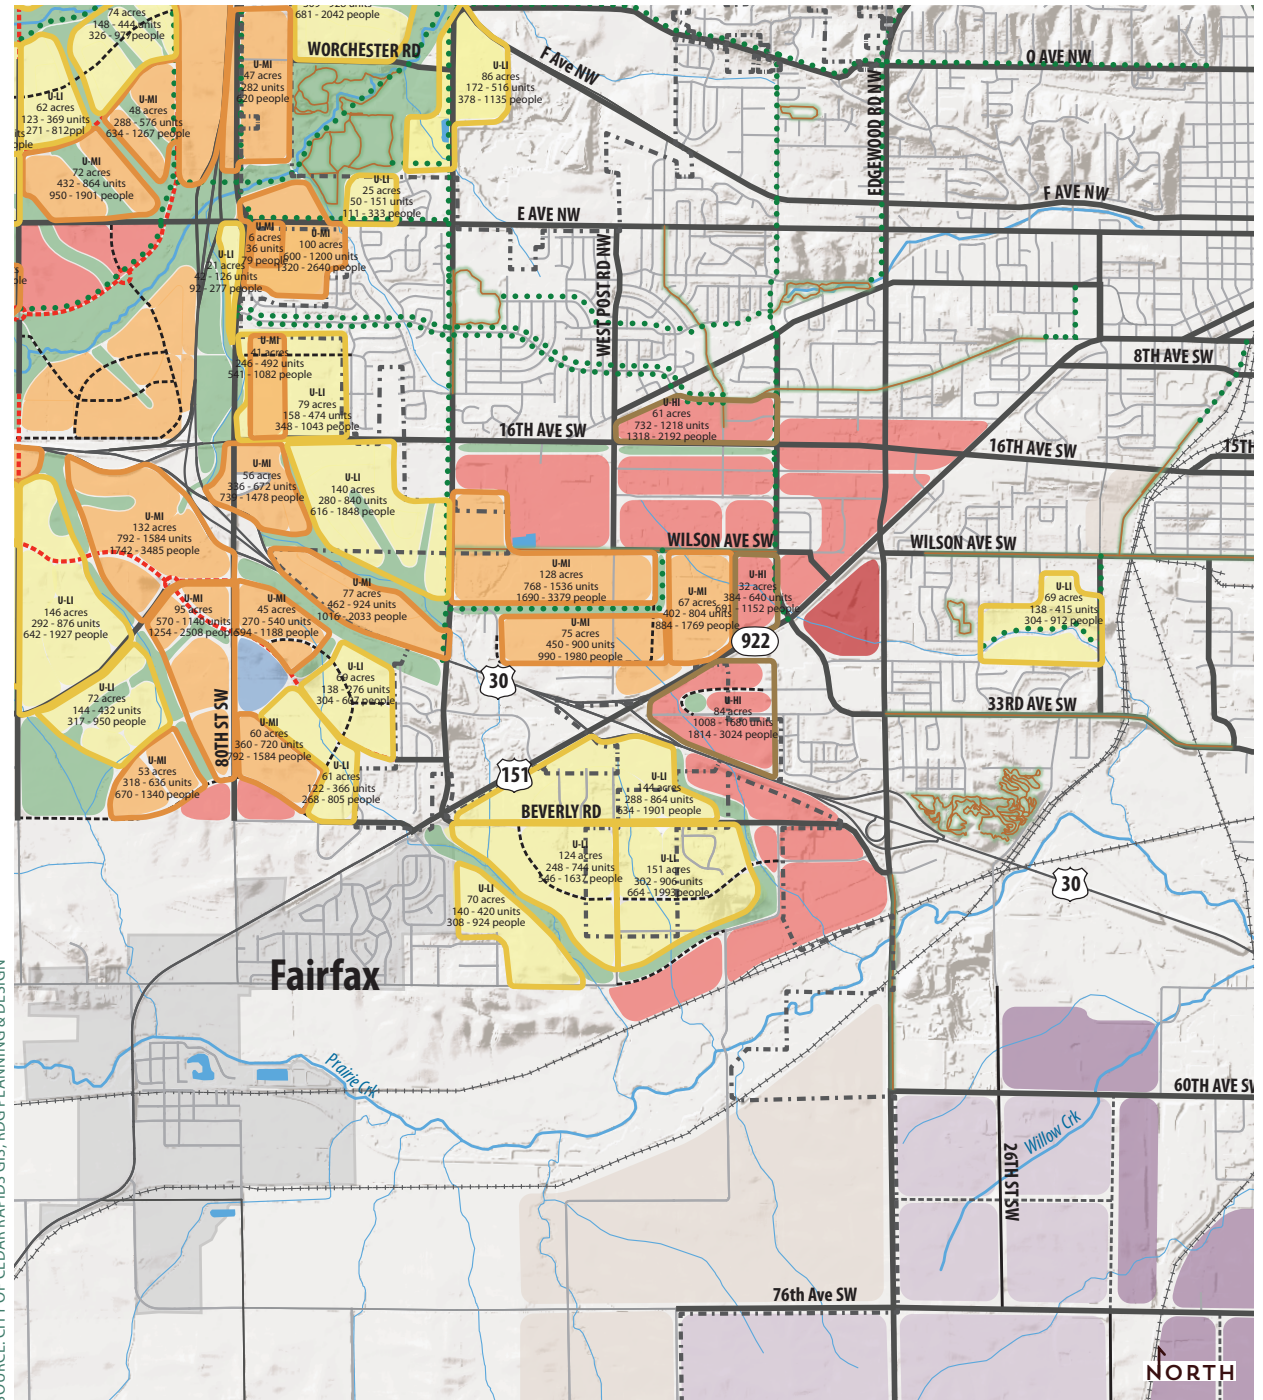 74 acres
148 - 444 units
326 - 977 people
681 - 2042 people
WORCHESTER RD
U-MI
47 acres
282 units
620 people
U-LI
86 acres
172 - 516 units
378 - 1135 people
F Ave NW
O AVE NW
EDGEWOOD RD NW
U-LI
62 acres
123 - 369 units
271 - 812ppl
U-MI
48 acres
288 - 576 units
634 - 1267 people
U-MI
72 acres
432 - 864 units
950 - 1901 people
U-LI
25 acres
50 - 151 units
111 - 333 people
E AVE NW
F AVE NW
WEST POST RD NW
U-MI
6 acres
36 units
79 people
U-MI
100 acres
600 - 1200 units
1320 - 2640 people
U-LI
21 acres
42 - 126 units
92 - 277 people
U-MI
41 acres
246 - 492 units
541 - 1082 people
U-LI
79 acres
158 - 474 units
348 - 1043 people
8TH AVE SW
U-HI
61 acres
732 - 1218 units
1318 - 2192 people
16TH AVE SW
16TH AVE SW
15TH
U-MI
56 acres
336 - 672 units
739 - 1478 people
U-LI
140 acres
280 - 840 units
616 - 1848 people
U-MI
132 acres
792 - 1584 units
1742 - 3485 people
WILSON AVE SW
WILSON AVE SW
U-MI
128 acres
768 - 1536 units
1690 - 3379 people
U-HI
32 acres
384 - 640 units
691 - 1152 people
U-MI
67 acres
402 - 804 units
884 - 1769 people
U-LI
69 acres
138 - 415 units
304 - 912 people
U-MI
77 acres
462 - 924 units
1016 - 2033 people
U-LI
146 acres
292 - 876 units
642 - 1927 people
U-MI
95 acres
570 - 1140 units
1254 - 2508 people
U-MI
45 acres
270 - 540 units
594 - 1188 people
U-MI
75 acres
450 - 900 units
990 - 1980 people
922
30
U-LI
69 acres
138 - 276 units
304 - 607 people
U-LI
72 acres
144 - 432 units
317 - 950 people
80TH ST SW
U-HI
84 acres
1008 - 1680 units
1814 - 3024 people
33RD AVE SW
U-MI
60 acres
360 - 720 units
792 - 1584 people
U-MI
53 acres
318 - 636 units
670 - 1340 people
U-LI
61 acres
122 - 366 units
268 - 805 people
151
U-LI
144 acres
288 - 864 units
634 - 1901 people
BEVERLY RD
U-LI
124 acres
248 - 744 units
546 - 1637 people
U-LI
151 acres
302 - 906 units
664 - 1993 people
U-LI
70 acres
140 - 420 units
308 - 924 people
30
Fairfax
Prairie Crk
60TH AVE SW
Willow Crk
26TH ST SW
76th Ave SW
NORTH
SOURCE: CITY OF CEDAR RAPIDS GIS; RDG PLANNING & DESIGN